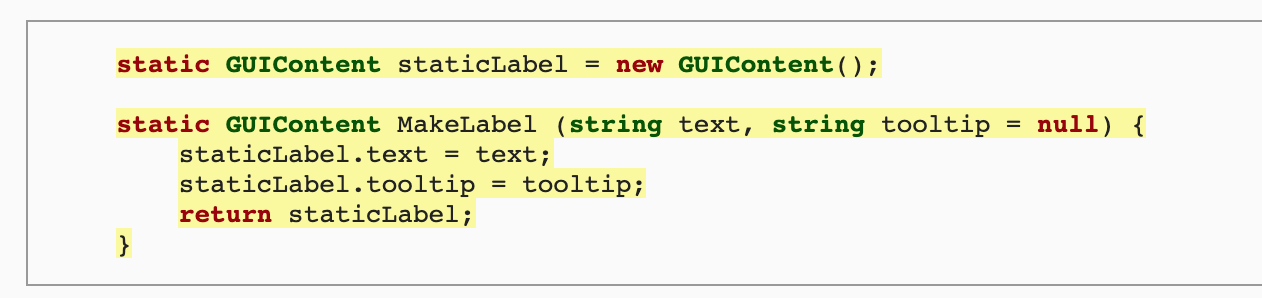 static GUIContent staticLabel = new GUIContent();
static GUIContent MakeLabel (string text, string tooltip = null) {
staticLabel.text = text;
staticLabel.tooltip = tooltip;
return staticLabel;
}